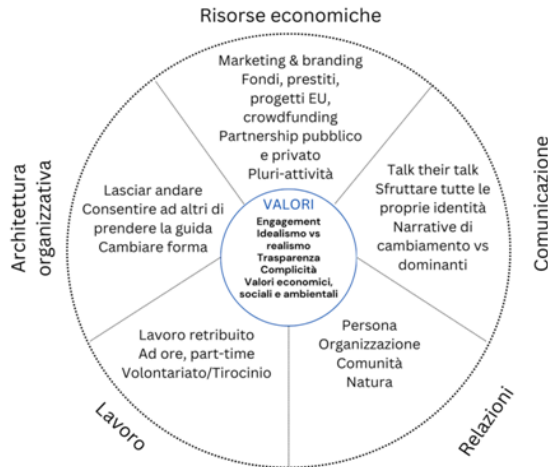 Risorse economiche
Marketing & branding
Fondi, prestiti,
progetti EU,
crowdfunding
Partnership pubblico
e privato
Pluri-attività
Architettura
organizzativa
Lasciar andare
Consentire ad altri di
prendere la guida
Cambiare forma
VALORI
Engagement
Idealismo vs
realismo
Trasparenza
Complicità
Valori economici,
sociali e ambientali
Talk their talk
Sfruttare tutte le
proprie identità
Narrative di
cambiamento vs
dominanti
Comunicazione
Lavoro retribuito
Ad ore, part-time
Volontariato/Tirocinio
Lavoro
Persona
Organizzazione
Comunità
Natura
Relazioni